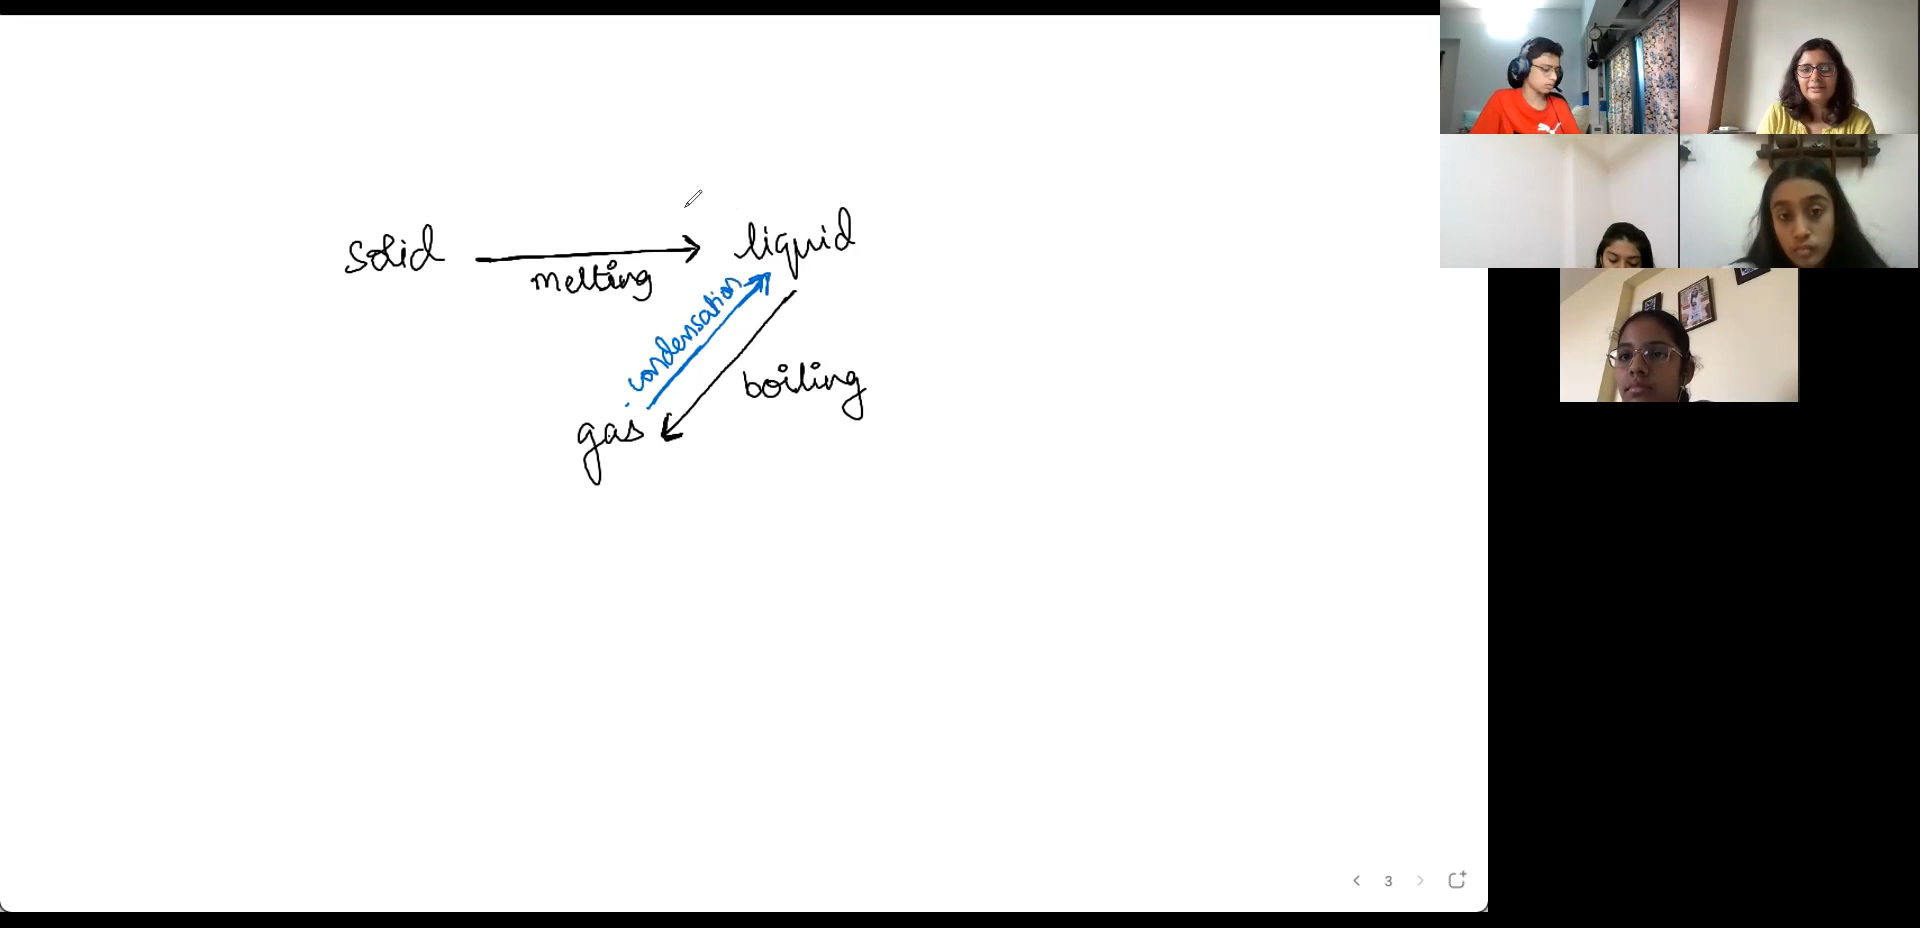 solid
liquid
melting
condensation
boiling
gas
3